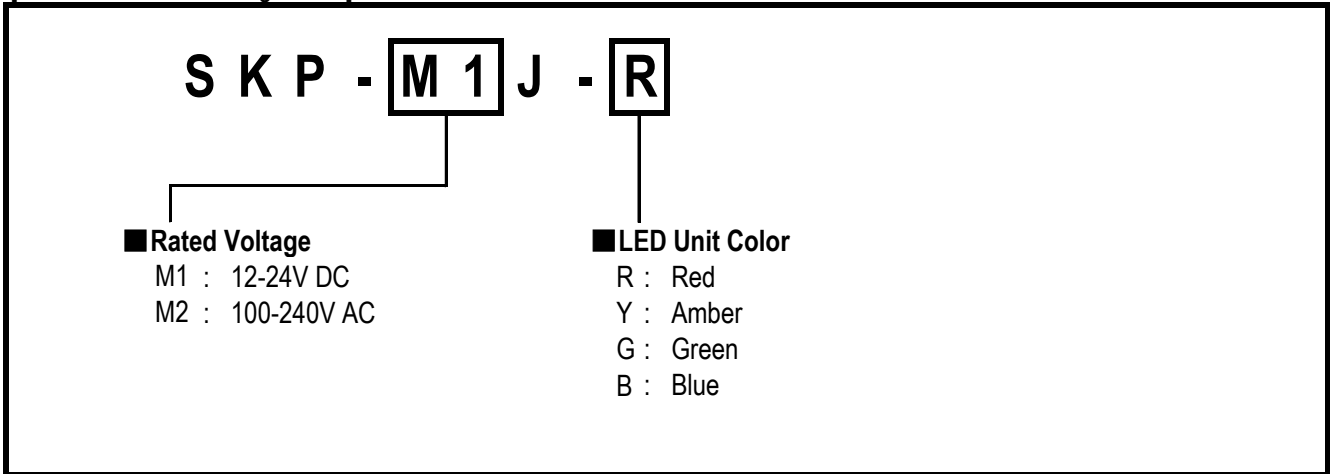 SKP-M1J-R
■Rated Voltage
M1 : 12-24V DC
M2 : 100-240V AC
■LED Unit Color
R : Red
Y : Amber
G : Green
B : Blue